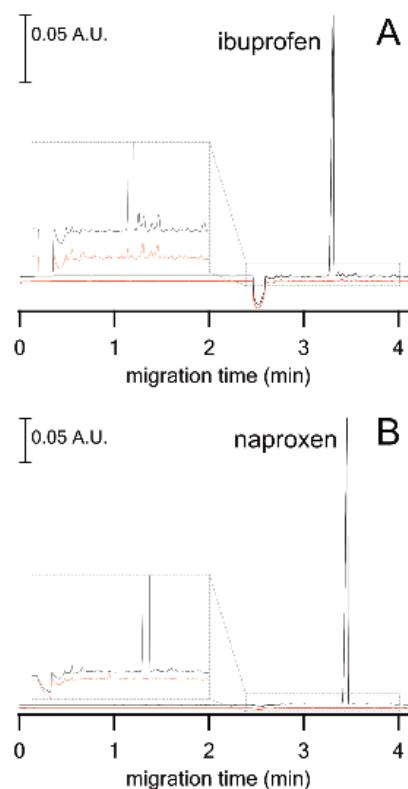 0.05 A.U.
ibuprofen
A
0 1 2 3 4
migration time (min)
0.05 A.U.
naproxen
B
0 1 2 3 4
migration time (min)